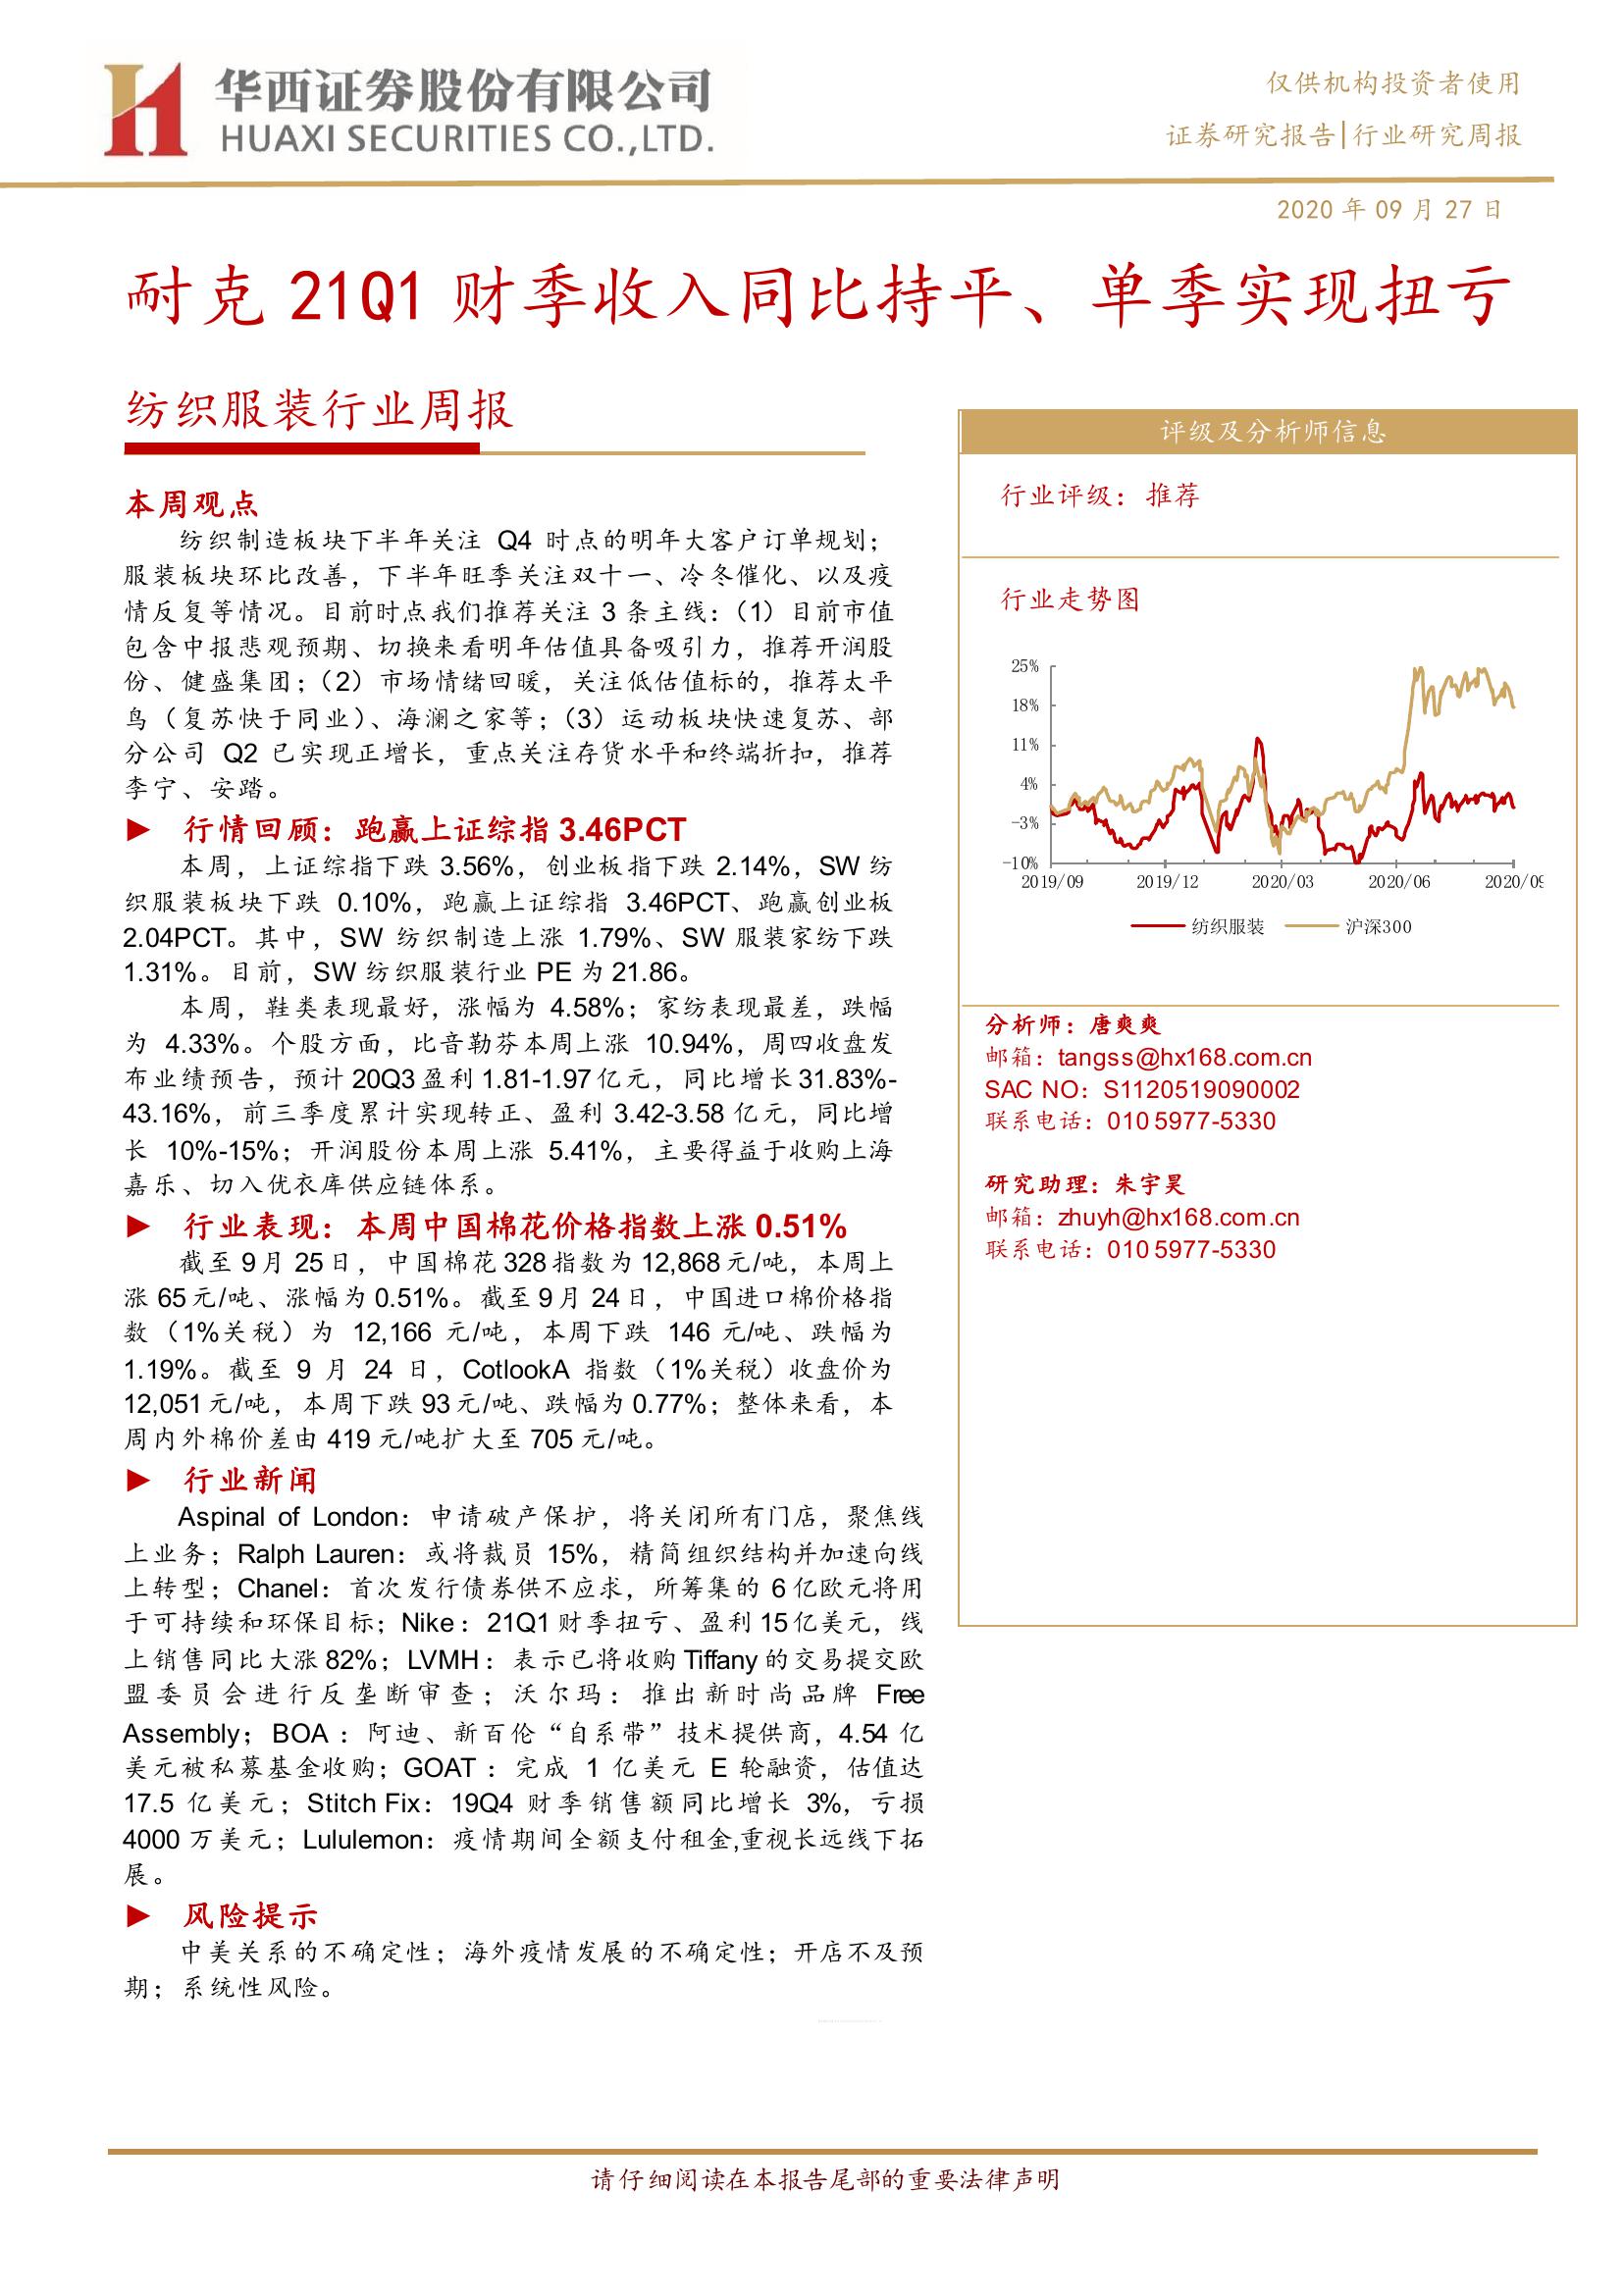 华西证券股份有限公司
HUAXI SECURITIES CO.,LTD.
仅供机构投资者使用
证券研究报告|行业研究周报
2020 年 09 月 27 日
耐克 21Q1 财季收入同比持平、单季实现扭亏
纺织服装行业周报
本周观点
纺织制造板块下半年关注 Q4 时点的明年大客户订单规划；
服装板块环比改善，下半年旺季关注双十一、冷冬催化、以及疫
情反复等情况。目前时点我们推荐关注 3 条主线：（1）目前市值
包含中报悲观预期、切换来看明年估值具备吸引力，推荐开润股
份、健盛集团；（2）市场情绪回暖，关注低估值标的，推荐太平
鸟（复苏快于同业）、海澜之家等；（3）运动板块快速复苏、部
分公司 Q2 已实现正增长，重点关注存货水平和终端折扣，推荐
李宁、安踏。
► 行情回顾：跑赢上证综指 3.46PCT
本周，上证综指下跌 3.56%，创业板指下跌 2.14%，SW 纺
织服装板块下跌 0.10%，跑赢上证综指 3.46PCT、跑赢创业板
2.04PCT。其中，SW 纺织制造上涨 1.79%、SW 服装家纺下跌
1.31%。目前，SW 纺织服装行业 PE 为 21.86。
本周，鞋类表现最好，涨幅为 4.58%；家纺表现最差，跌幅
为 4.33%。个股方面，比音勒芬本周上涨 10.94%，周四收盘发
布业绩预告，预计 20Q3 盈利 1.81-1.97 亿元，同比增长 31.83%-
43.16%，前三季度累计实现转正、盈利 3.42-3.58 亿元，同比增
长 10%-15%；开润股份本周上涨 5.41%，主要得益于收购上海
嘉乐、切入优衣库供应链体系。
► 行业表现：本周中国棉花价格指数上涨 0.51%
截至 9 月 25 日，中国棉花 328 指数为 12,868 元/吨，本周上
涨 65 元/吨、涨幅为 0.51%。截至 9 月 24 日，中国进口棉价格指
数（1%关税）为 12,166 元/吨，本周下跌 146 元/吨、跌幅为
1.19%。截至 9 月 24 日，CotlookA 指数（1%关税）收盘价为
12,051 元/吨，本周下跌 93 元/吨、跌幅为 0.77%；整体来看，本
周内外棉价差由 419 元/吨扩大至 705 元/吨。
► 行业新闻
Aspinal of London：申请破产保护，将关闭所有门店，聚焦线
上业务；Ralph Lauren：或将裁员 15%，精简组织结构并加速向线
上转型；Chanel：首次发行债券供不应求，所筹集的 6 亿欧元将用
于可持续和环保目标；Nike：21Q1 财季扭亏、盈利 15 亿美元，线
上销售同比大涨 82%；LVMH：表示已将收购 Tiffany 的交易提交欧
盟委员会进行反垄断审查；沃尔玛：推出新时尚品牌 Free
Assembly；BOA：阿迪、新百伦“自系带”技术提供商，4.54 亿
美元被私募基金收购；GOAT：完成 1 亿美元 E 轮融资，估值达
17.5 亿美元；Stitch Fix：19Q4 财季销售额同比增长 3%，亏损
4000 万美元；Lululemon：疫情期间全额支付租金,重视长远线下拓
展。
► 风险提示
中美关系的不确定性；海外疫情发展的不确定性；开店不及预
期；系统性风险。
评级及分析师信息
行业评级：推荐
行业走势图
25%
18%
11%
4%
-3%
-10%
2019/09 2019/12 2020/03 2020/06 2020/09
纺织服装 沪深300
分析师：唐爽爽
邮箱：tangss@hx168.com.cn
SAC NO：S1120519090002
联系电话：010 5977-5330
研究助理：朱宇昊
邮箱：zhuyh@hx168.com.cn
联系电话：010 5977-5330
请仔细阅读在本报告尾部的重要法律声明